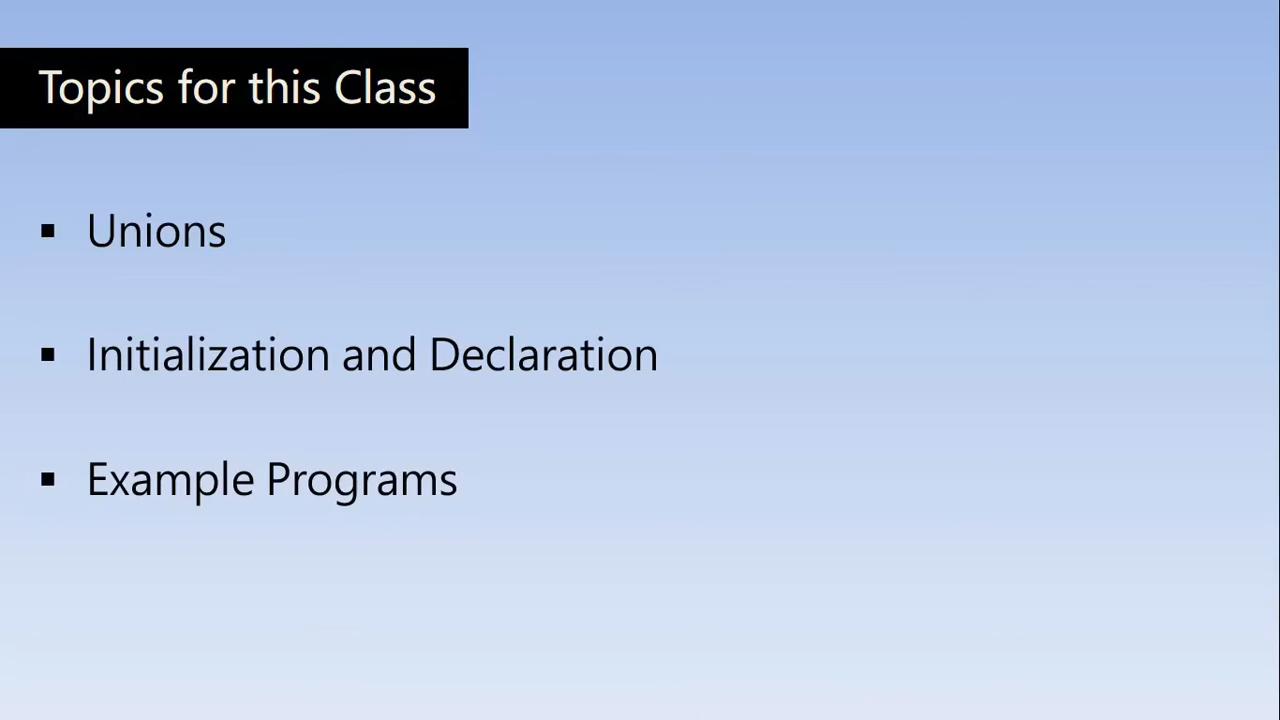 Topics for this Class
▪ Unions
▪ Initialization and Declaration
▪ Example Programs